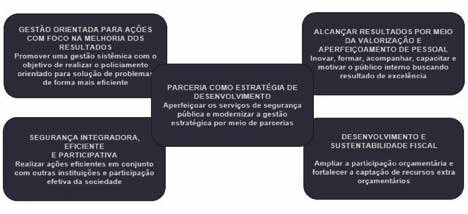 GESTÃO ORIENTADA PARA AÇÕES
COM FOCO NA MELHORIA DOS
RESULTADOS
Promover uma gestão sistêmica com o
objetivo de realizar o policiamento
orientado para solução de problemas
de forma mais eficiente
ALCANÇAR RESULTADOS POR MEIO
DA VALORIZAÇÃO E
APERFEIÇOAMENTO DE PESSOAL
Inovar, formar, acompanhar, capacitar e
motivar o público interno buscando
resultado de excelência
PARCERIA COMO ESTRATÉGIA DE
DESENVOLVIMENTO
Aperfeiçoar os serviços de segurança
pública e modernizar a gestão
estratégica por meio de parcerias
SEGURANÇA INTEGRADORA,
EFICIENTE
E PARTICIPATIVA
Realizar ações eficientes em conjunto
com outras instituições e participação
efetiva da sociedade
DESENVOLVIMENTO E
SUSTENTABILIDADE FISCAL
Ampliar a participação orçamentária e
fortalecer a captação de recursos extra
orçamentários